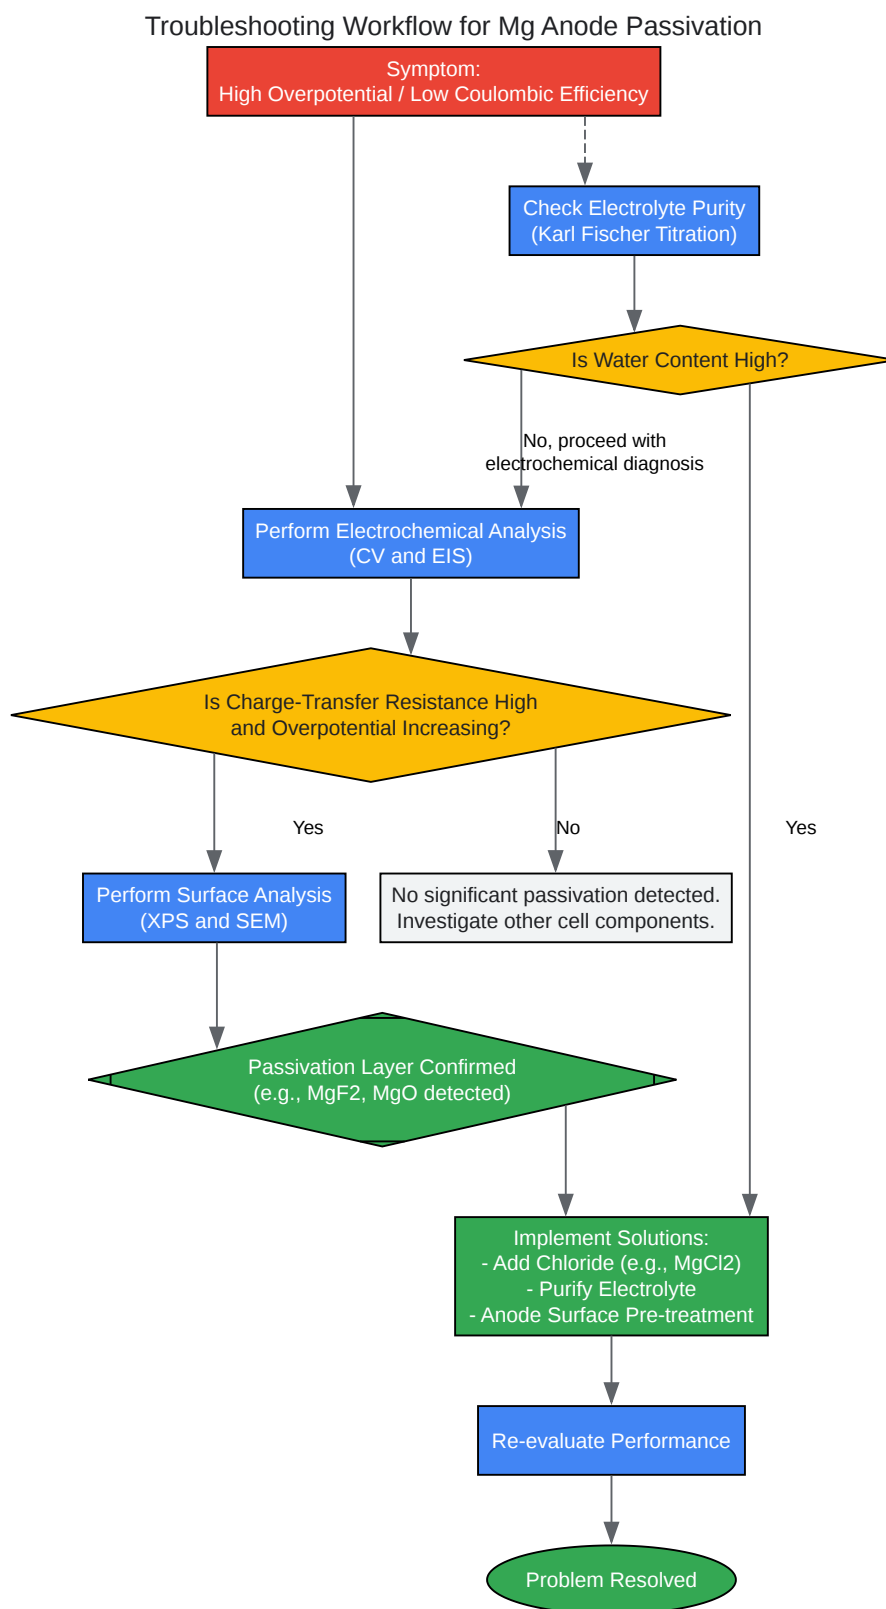 Troubleshooting Workflow for Mg Anode Passivation
Symptom:
High Overpotential / Low Coulombic Efficiency
Check Electrolyte Purity
(Karl Fischer Titration)
Is Water Content High?
No, proceed with
electrochemical diagnosis
Perform Electrochemical Analysis
(CV and EIS)
Is Charge-Transfer Resistance High
and Overpotential Increasing?
Yes
No
Yes
Perform Surface Analysis
(XPS and SEM)
No significant passivation detected.
Investigate other cell components.
Passivation Layer Confirmed
(e.g., MgF2, MgO detected)
Implement Solutions:
- Add Chloride (e.g., MgCl2)
- Purify Electrolyte
- Anode Surface Pre-treatment
Re-evaluate Performance
Problem Resolved